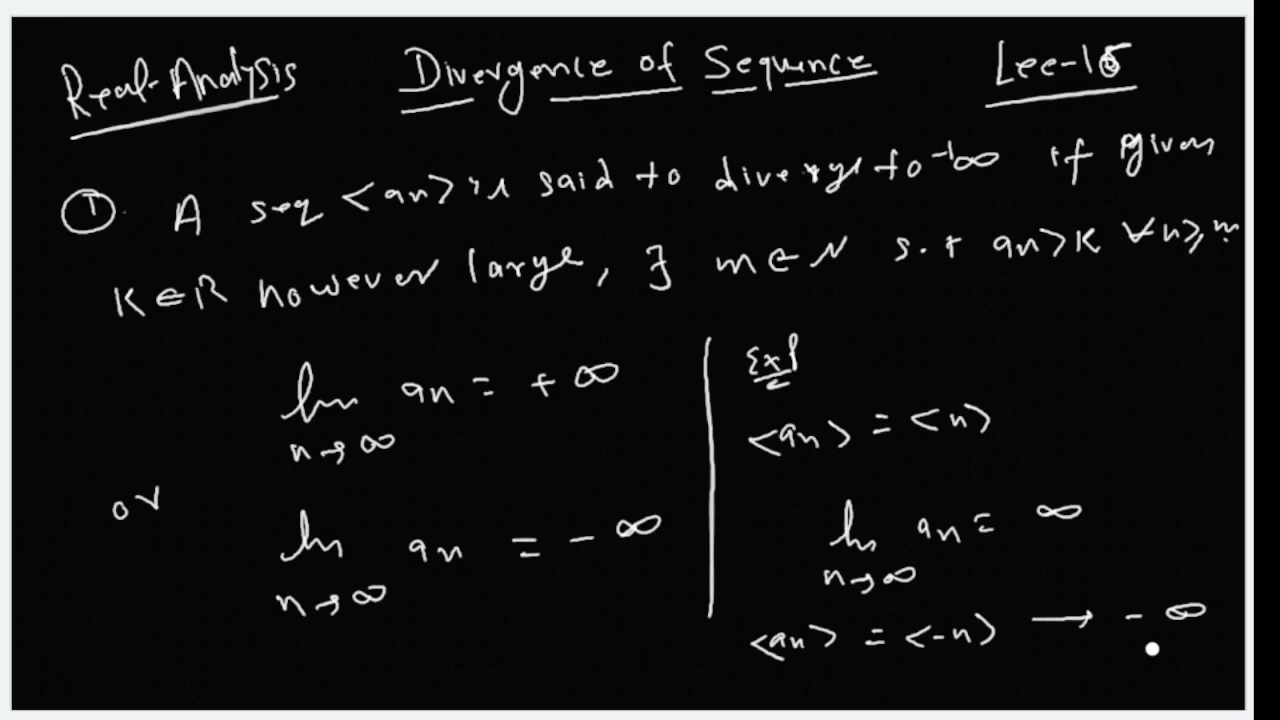 Real-Analysis Divergence of Sequence Lec-15
① A seq <an> is said to diverge to +∞ if given
K∈R however large, ∃ m∈N s.t an>K ∀n≥m
lim an = +∞
n→∞
or
lim an = -∞
n→∞
Ex
<an> = <n>
lim an = ∞
n→∞
<an> = <-n> → -∞